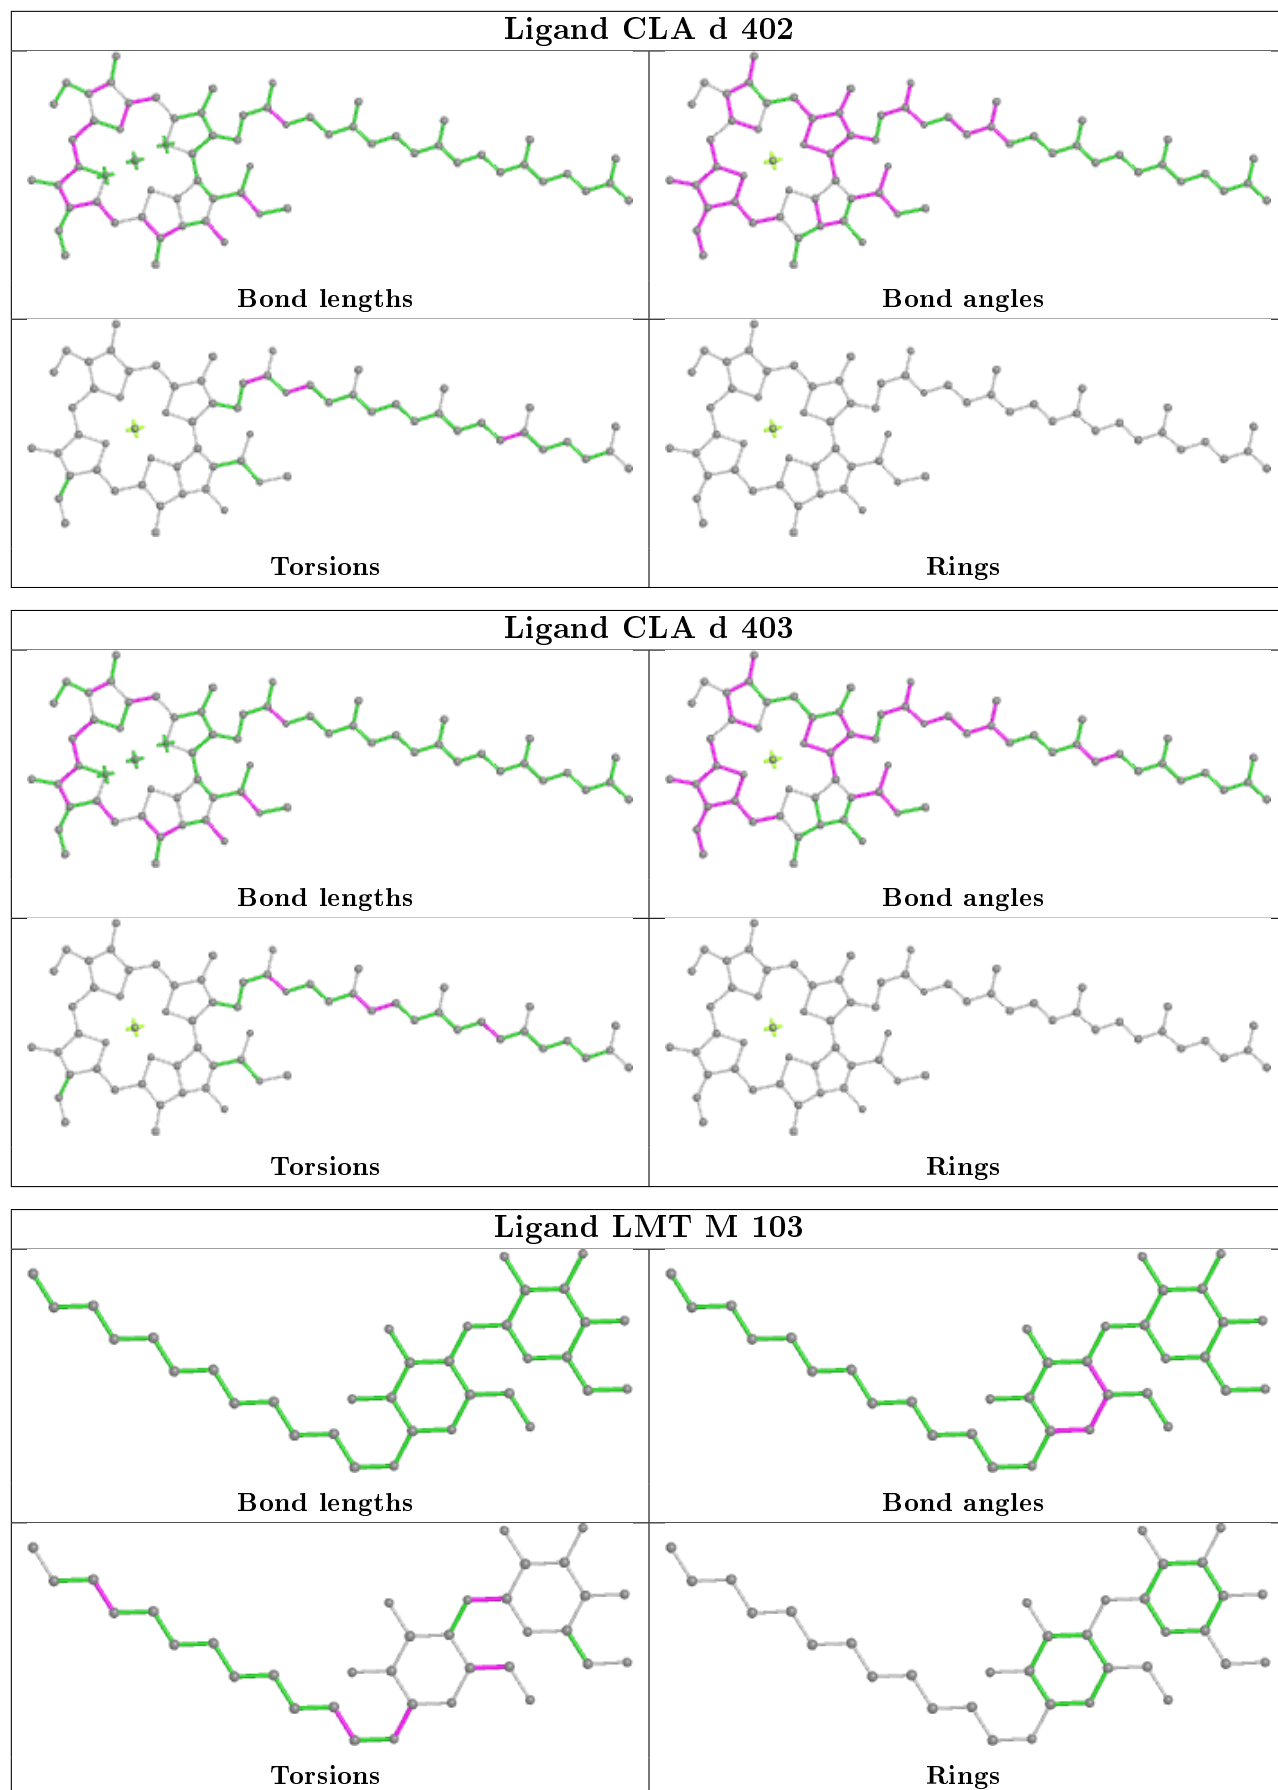 Ligand CLA d 402
Bond lengths
Bond angles
Torsions
Rings
Ligand CLA d 403
Bond lengths
Bond angles
Torsions
Rings
Ligand LMT M 103
Bond lengths
Bond angles
Torsions
Rings